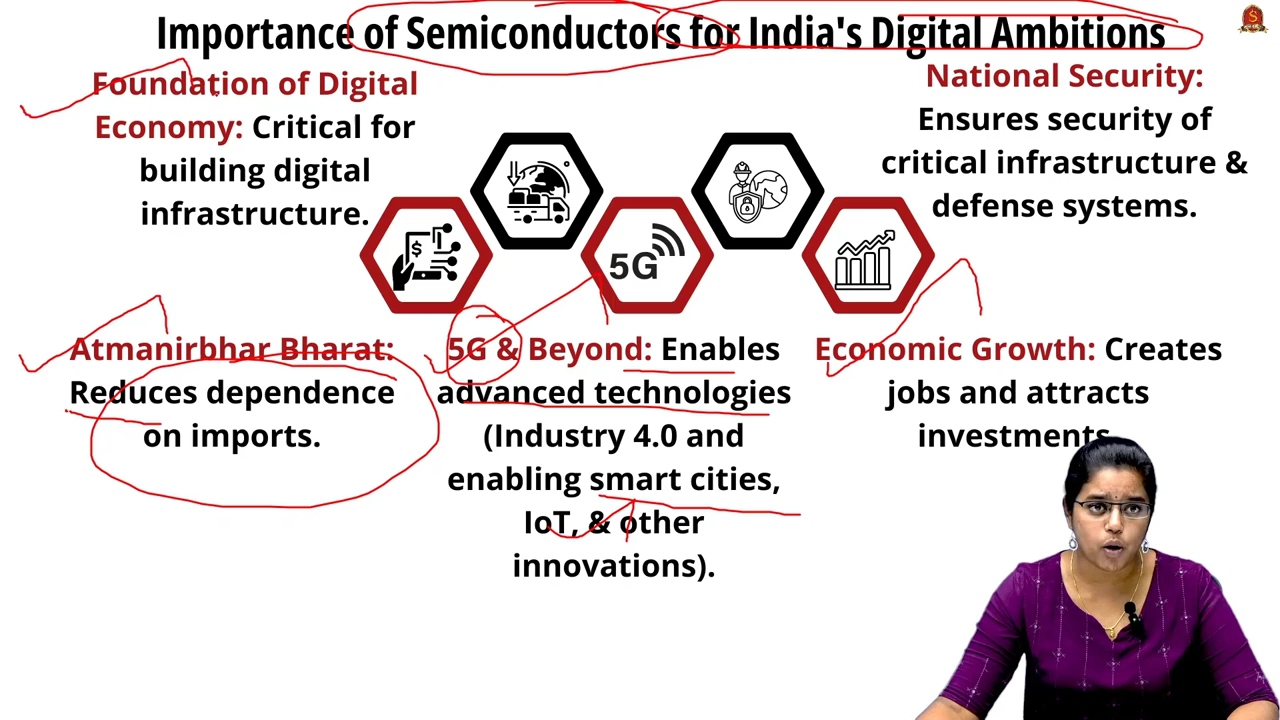 Importance of Semiconductors for India's Digital Ambitions
Foundation of Digital
Economy: Critical for
building digital
infrastructure.
National Security:
Ensures security of
critical infrastructure &
defense systems.
$
5G
Atmanirbhar Bharat:
Reduces dependence
on imports.
5G & Beyond: Enables
advanced technologies
(Industry 4.0 and
enabling smart cities,
IoT, & other
innovations).
Economic Growth: Creates
jobs and attracts
investments
S